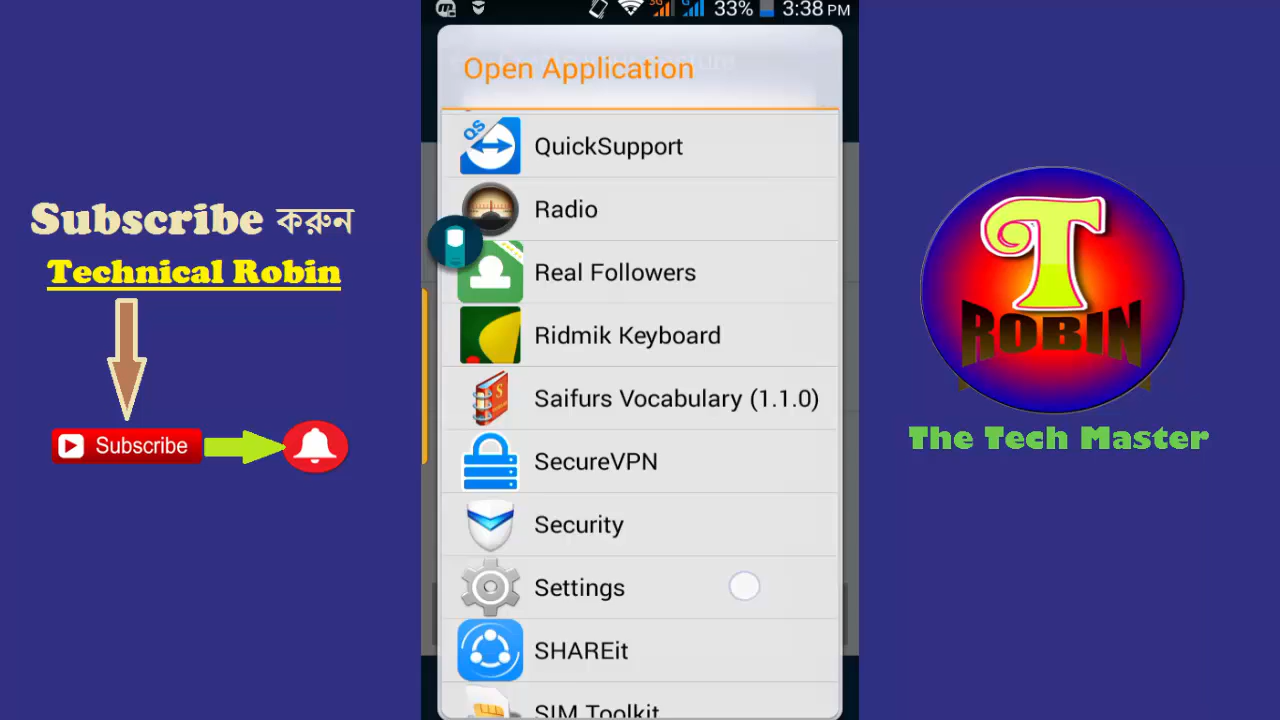 33% 3:38 PM
Open Application
QS
QuickSupport
Radio
Real Followers
Ridmik Keyboard
Saifurs Vocabulary (1.1.0)
SecureVPN
Security
Settings
SHAREit
SIM Toolkit
Subscribe করুন
Technical Robin
Subscribe
T
ROBIN
The Tech Master